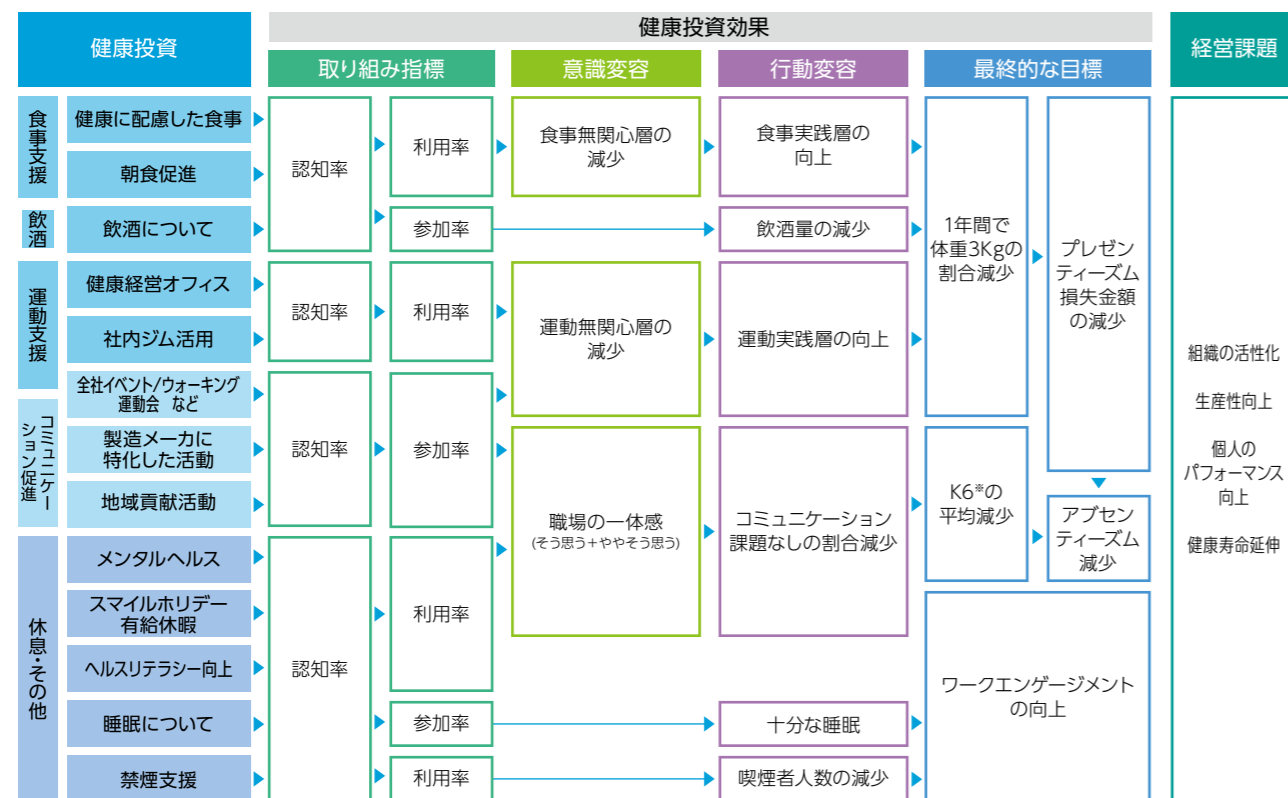 健康投資
健康投資効果
経営課題
取り組み指標
意識変容
行動変容
最終的な目標
食事支援
健康に配慮した食事
朝食促進
飲酒
飲酒について
運動支援
健康経営オフィス
社内ジム活用
全社イベント/ウォーキング
運動会 など
コミュニケー
ション促進
製造メーカに
特化した活動
地域貢献活動
休息・その他
メンタルヘルス
スマイルホリデー
有給休暇
ヘルスリテラシー向上
睡眠について
禁煙支援
認知率
利用率
参加率
認知率
利用率
認知率
参加率
認知率
利用率
参加率
利用率
食事無関心層の
減少
運動無関心層の
減少
職場の一体感
(そう思う+ややそう思う)
食事実践層の
向上
飲酒量の減少
運動実践層の向上
コミュニケーション
課題なしの割合減少
十分な睡眠
喫煙者人数の減少
1年間で
体重3Kgの
割合減少
K6※の
平均減少
プレゼン
ティーズム
損失金額
の減少
アブセン
ティーズム
減少
ワークエンゲージメント
の向上
組織の活性化
生産性向上
個人の
パフォーマンス
向上
健康寿命延伸